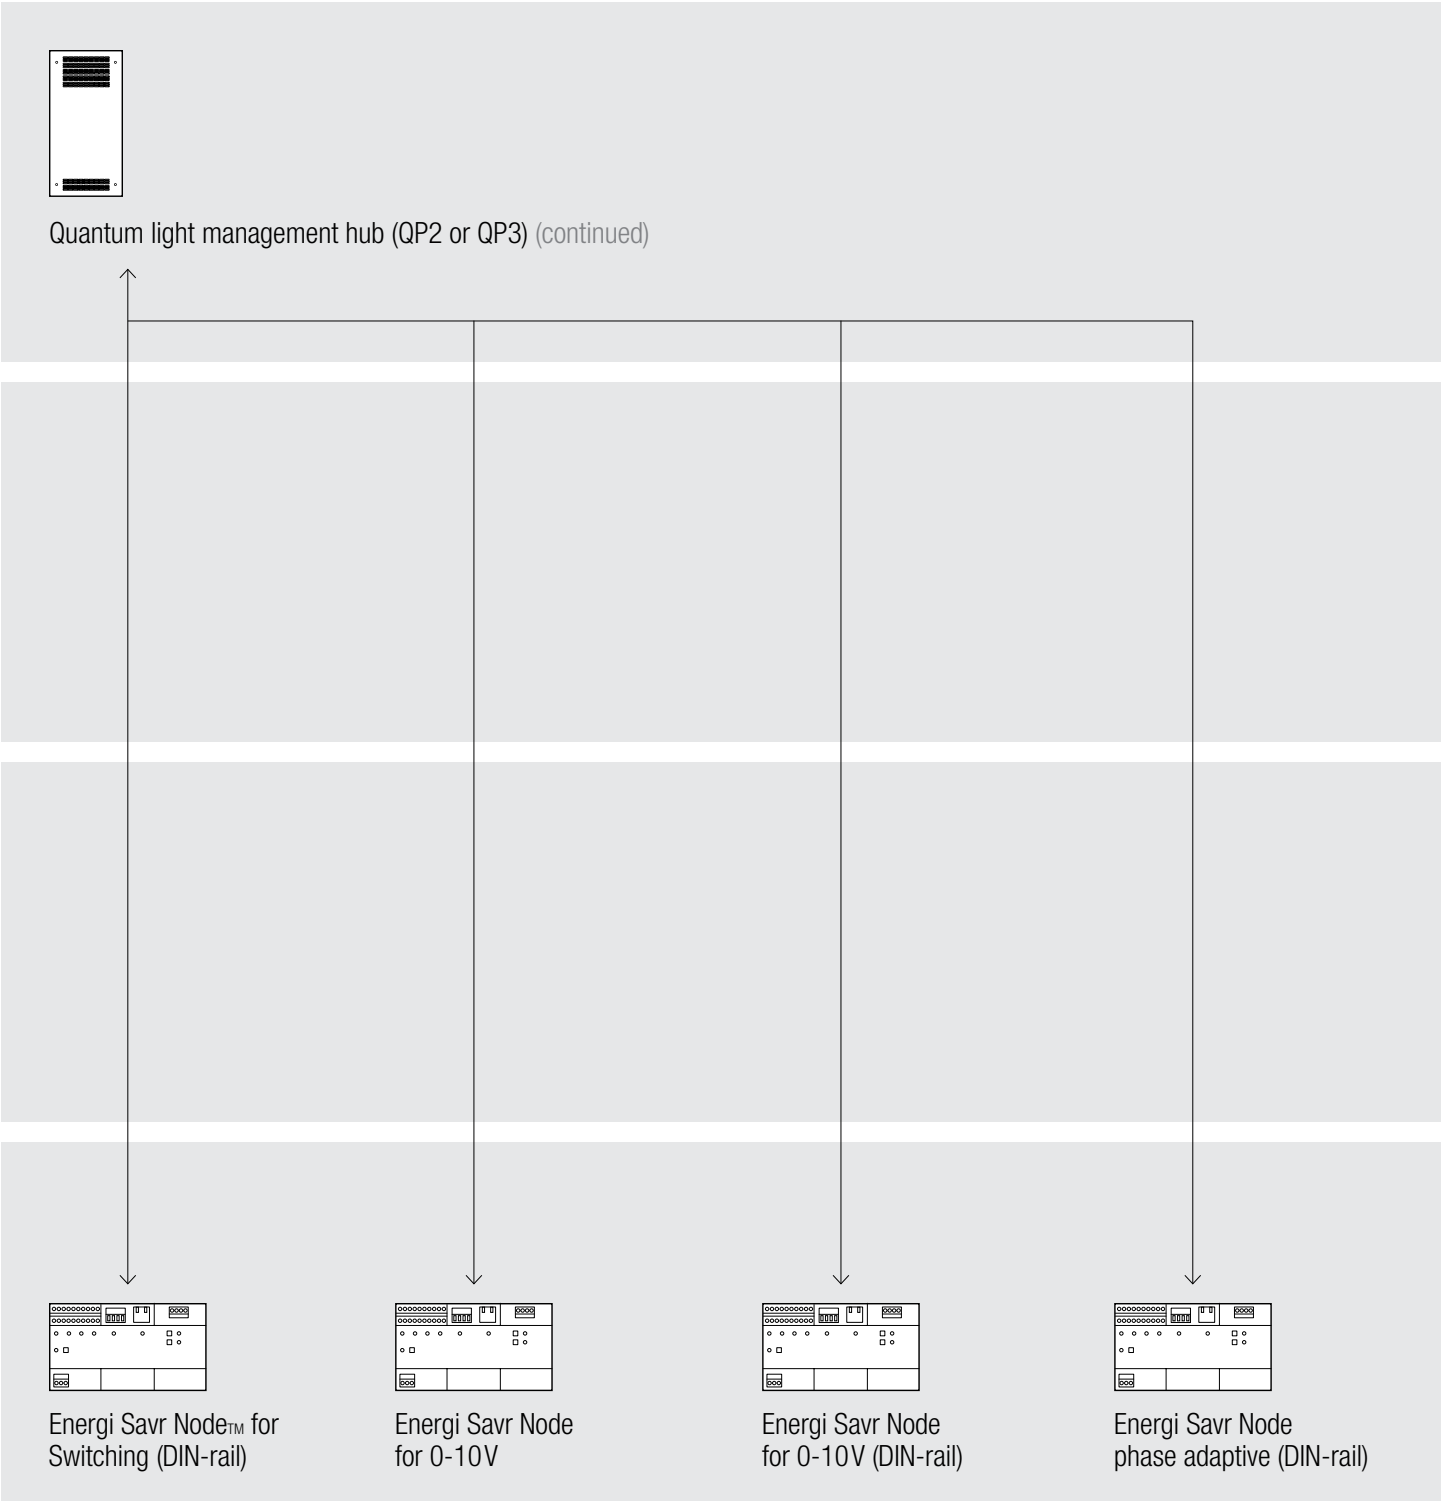 Quantum light management hub (QP2 or QP3) (continued)
Energi Savr Node™ for
Switching (DIN-rail)
Energi Savr Node
for 0-10V
Energi Savr Node
for 0-10V (DIN-rail)
Energi Savr Node
phase adaptive (DIN-rail)